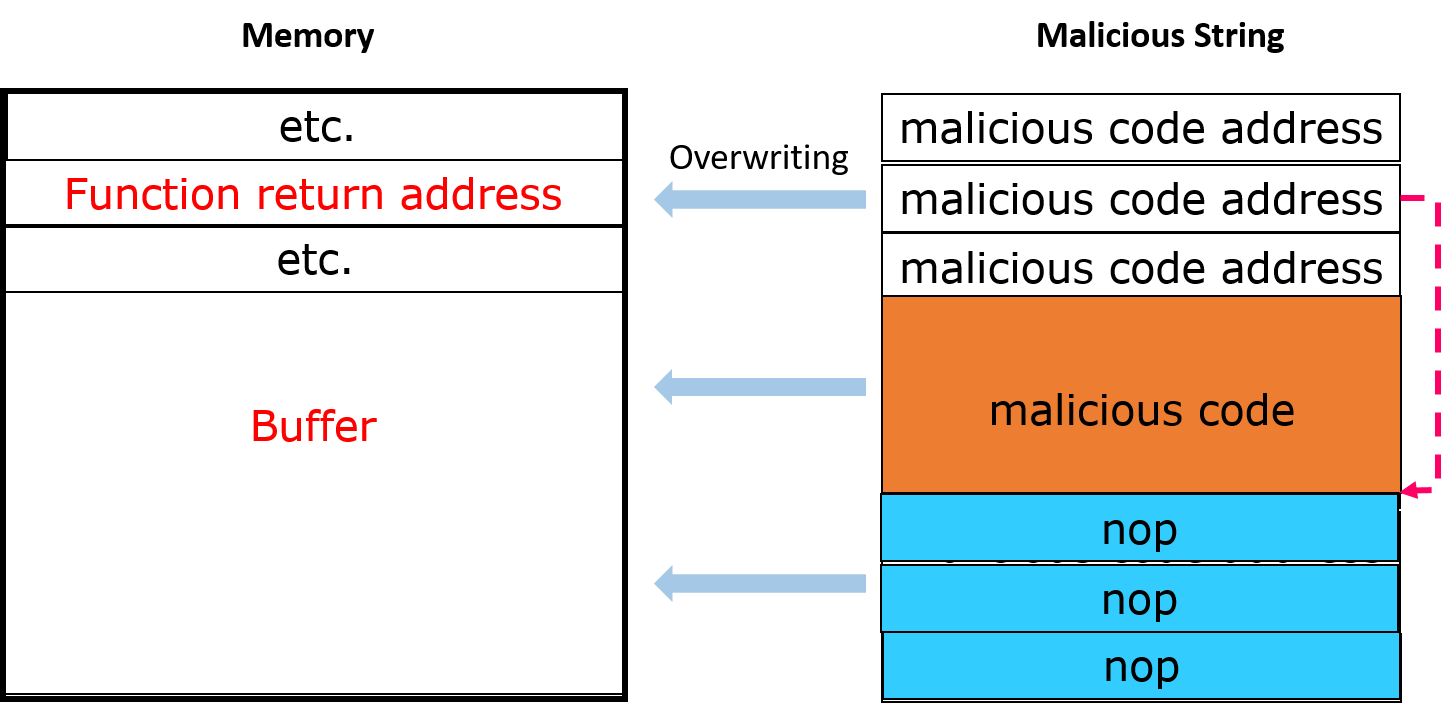 Memory
Malicious String
etc.
Function return address
etc.
Buffer
Overwriting
malicious code address
malicious code address
malicious code address
malicious code
nop
nop
nop